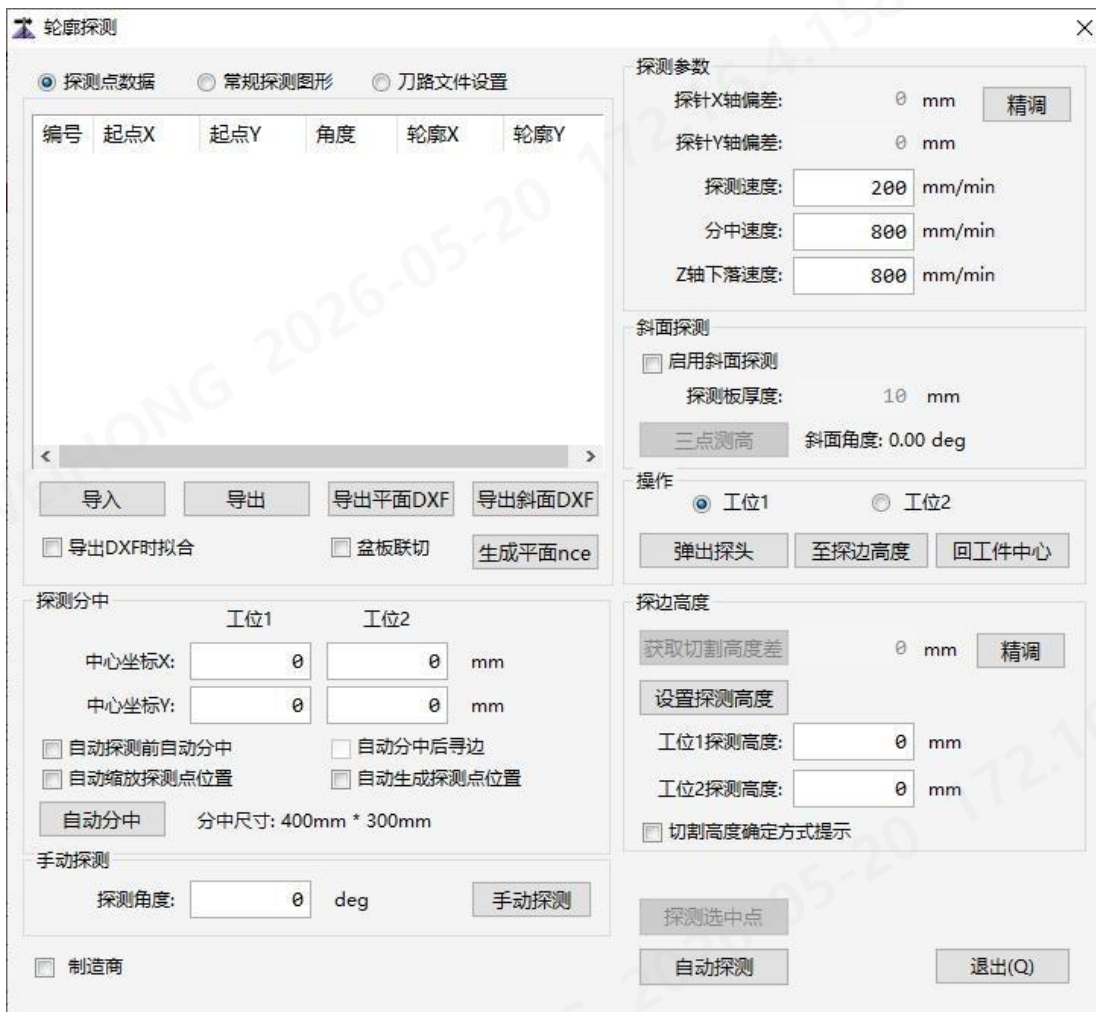 轮廓探测
探测点数据 常规探测图形 刀路文件设置
编号 起点X 起点Y 角度 轮廓X 轮廓Y
导入 导出 导出平面DXF 导出斜面DXF
导出DXF时拟合 盆板联切 生成平面nce
探测分中
工位1 工位2
中心坐标X: 0 0 mm
中心坐标Y: 0 0 mm
自动探测前自动分中 自动分中后寻边
自动缩放探测点位置 自动生成探测点位置
自动分中 分中尺寸: 400mm * 300mm
手动探测
探测角度: 0 deg 手动探测
制造商
探测参数
探针X轴偏差: 0 mm 精调
探针Y轴偏差: 0 mm
探测速度: 200 mm/min
分中速度: 800 mm/min
Z轴下落速度: 800 mm/min
斜面探测
启用斜面探测
探测板厚度: 10 mm
三点测高 斜面角度: 0.00 deg
操作
工位1 工位2
弹出探头 至探边高度 回工件中心
探边高度
获取切割高度差 0 mm 精调
设置探测高度
工位1探测高度: 0 mm
工位2探测高度: 0 mm
切割高度确定方式提示
探测选中点
自动探测 退出(Q)